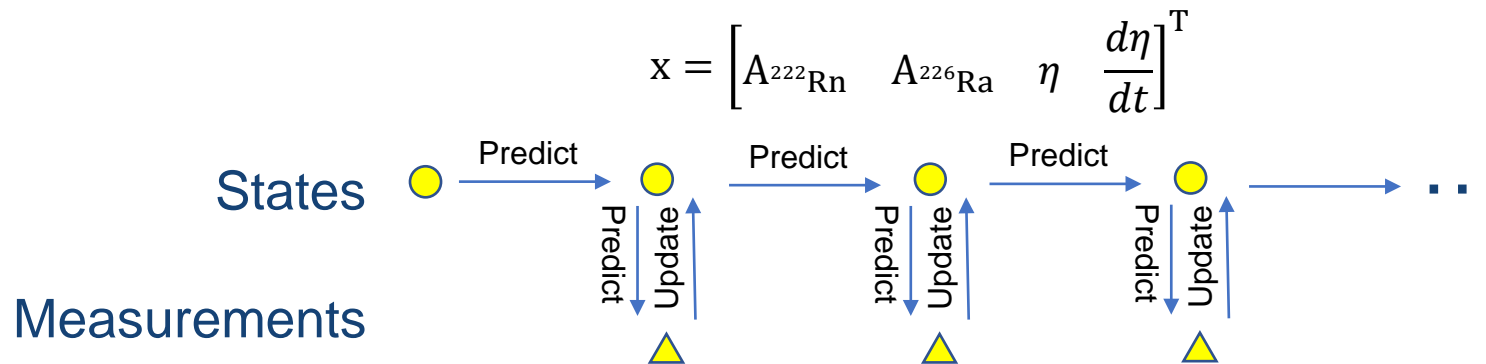 x = [A²²²Rn A²²⁶Ra η dη/dt]ᵀ
Predict Predict Predict
States ..
Predict Update Predict Update Predict Update
Measurements